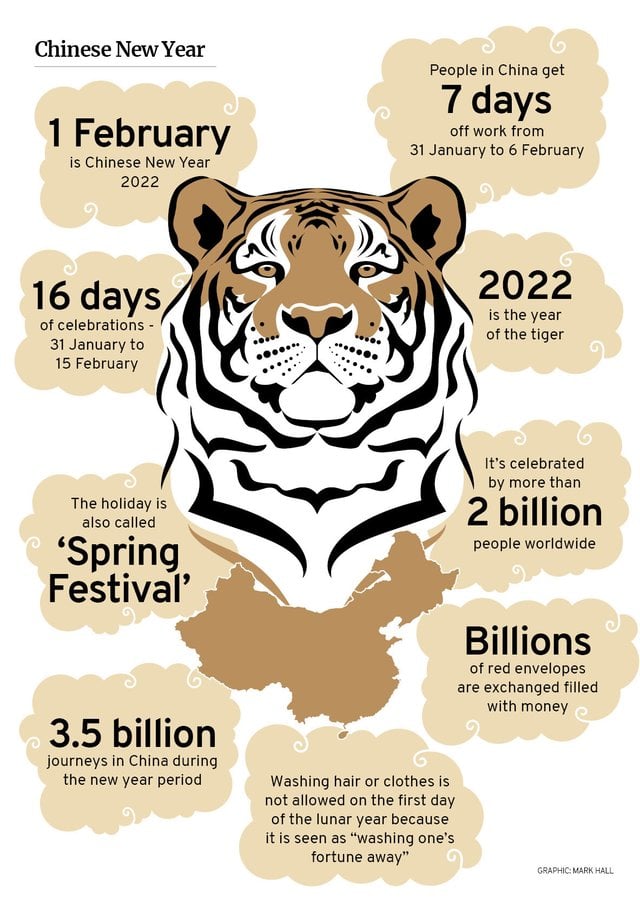 Chinese New Year
1 February
is Chinese New Year
2022
People in China get
7 days
off work from
31 January to 6 February
16 days
of celebrations -
31 January to
15 February
2022
is the year
of the tiger
The holiday is
also called
‘Spring
Festival’
It’s celebrated
by more than
2 billion
people worldwide
Billions
of red envelopes
are exchanged filled
with money
3.5 billion
journeys in China during
the new year period
Washing hair or clothes is
not allowed on the first day
of the lunar year because
it is seen as “washing one’s
fortune away”
GRAPHIC: MARK HALL